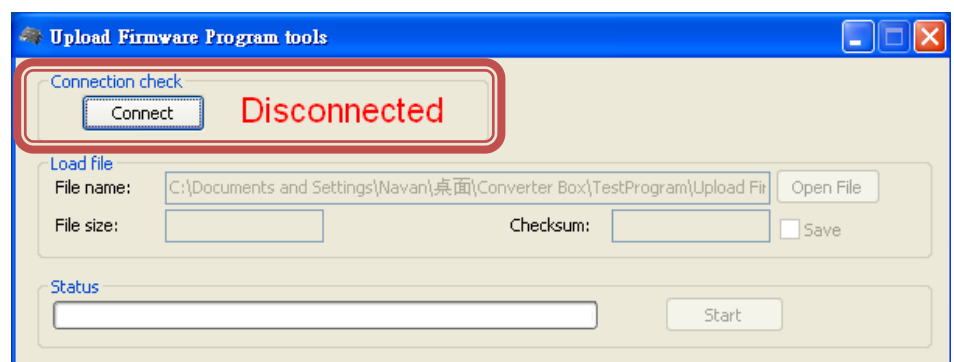 Upload Firmware Program tools
Connection check
Connect Disconnected
Load file
File name: C:\Documents and Settings\Navan\桌面\Converter Box\TestProgram\Upload Fir Open File
File size: Checksum: Save
Status
Start